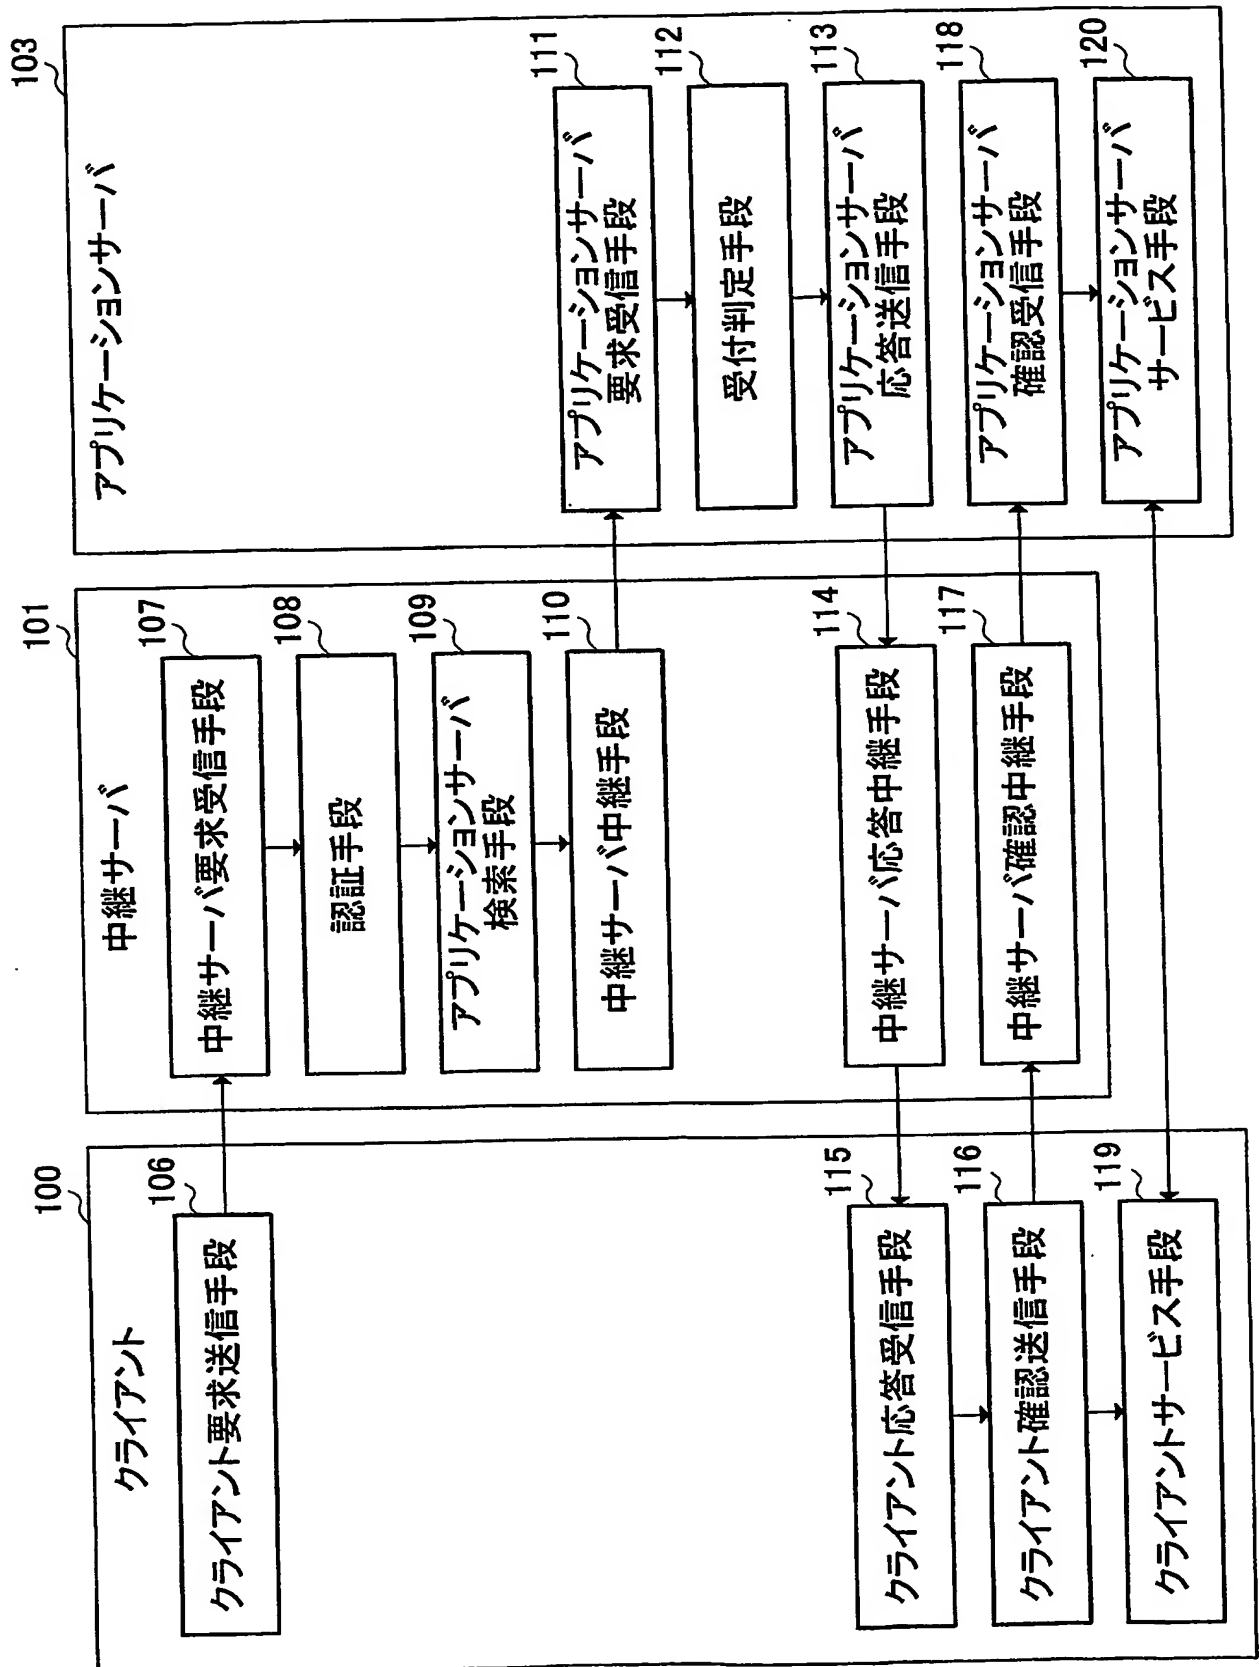 100
クライアント
106
クライアント要求送信手段
115
クライアント応答受信手段
116
クライアント確認送信手段
119
クライアントサービス手段
101
中継サーバ
107
中継サーバ要求受信手段
108
認証手段
109
アプリケーションサーバ
検索手段
110
中継サーバ中継手段
114
中継サーバ応答中継手段
117
中継サーバ確認中継手段
103
アプリケーションサーバ
111
アプリケーションサーバ
要求受信手段
112
受付判定手段
113
アプリケーションサーバ
応答送信手段
118
アプリケーションサーバ
確認受信手段
120
アプリケーションサーバ
サービス手段